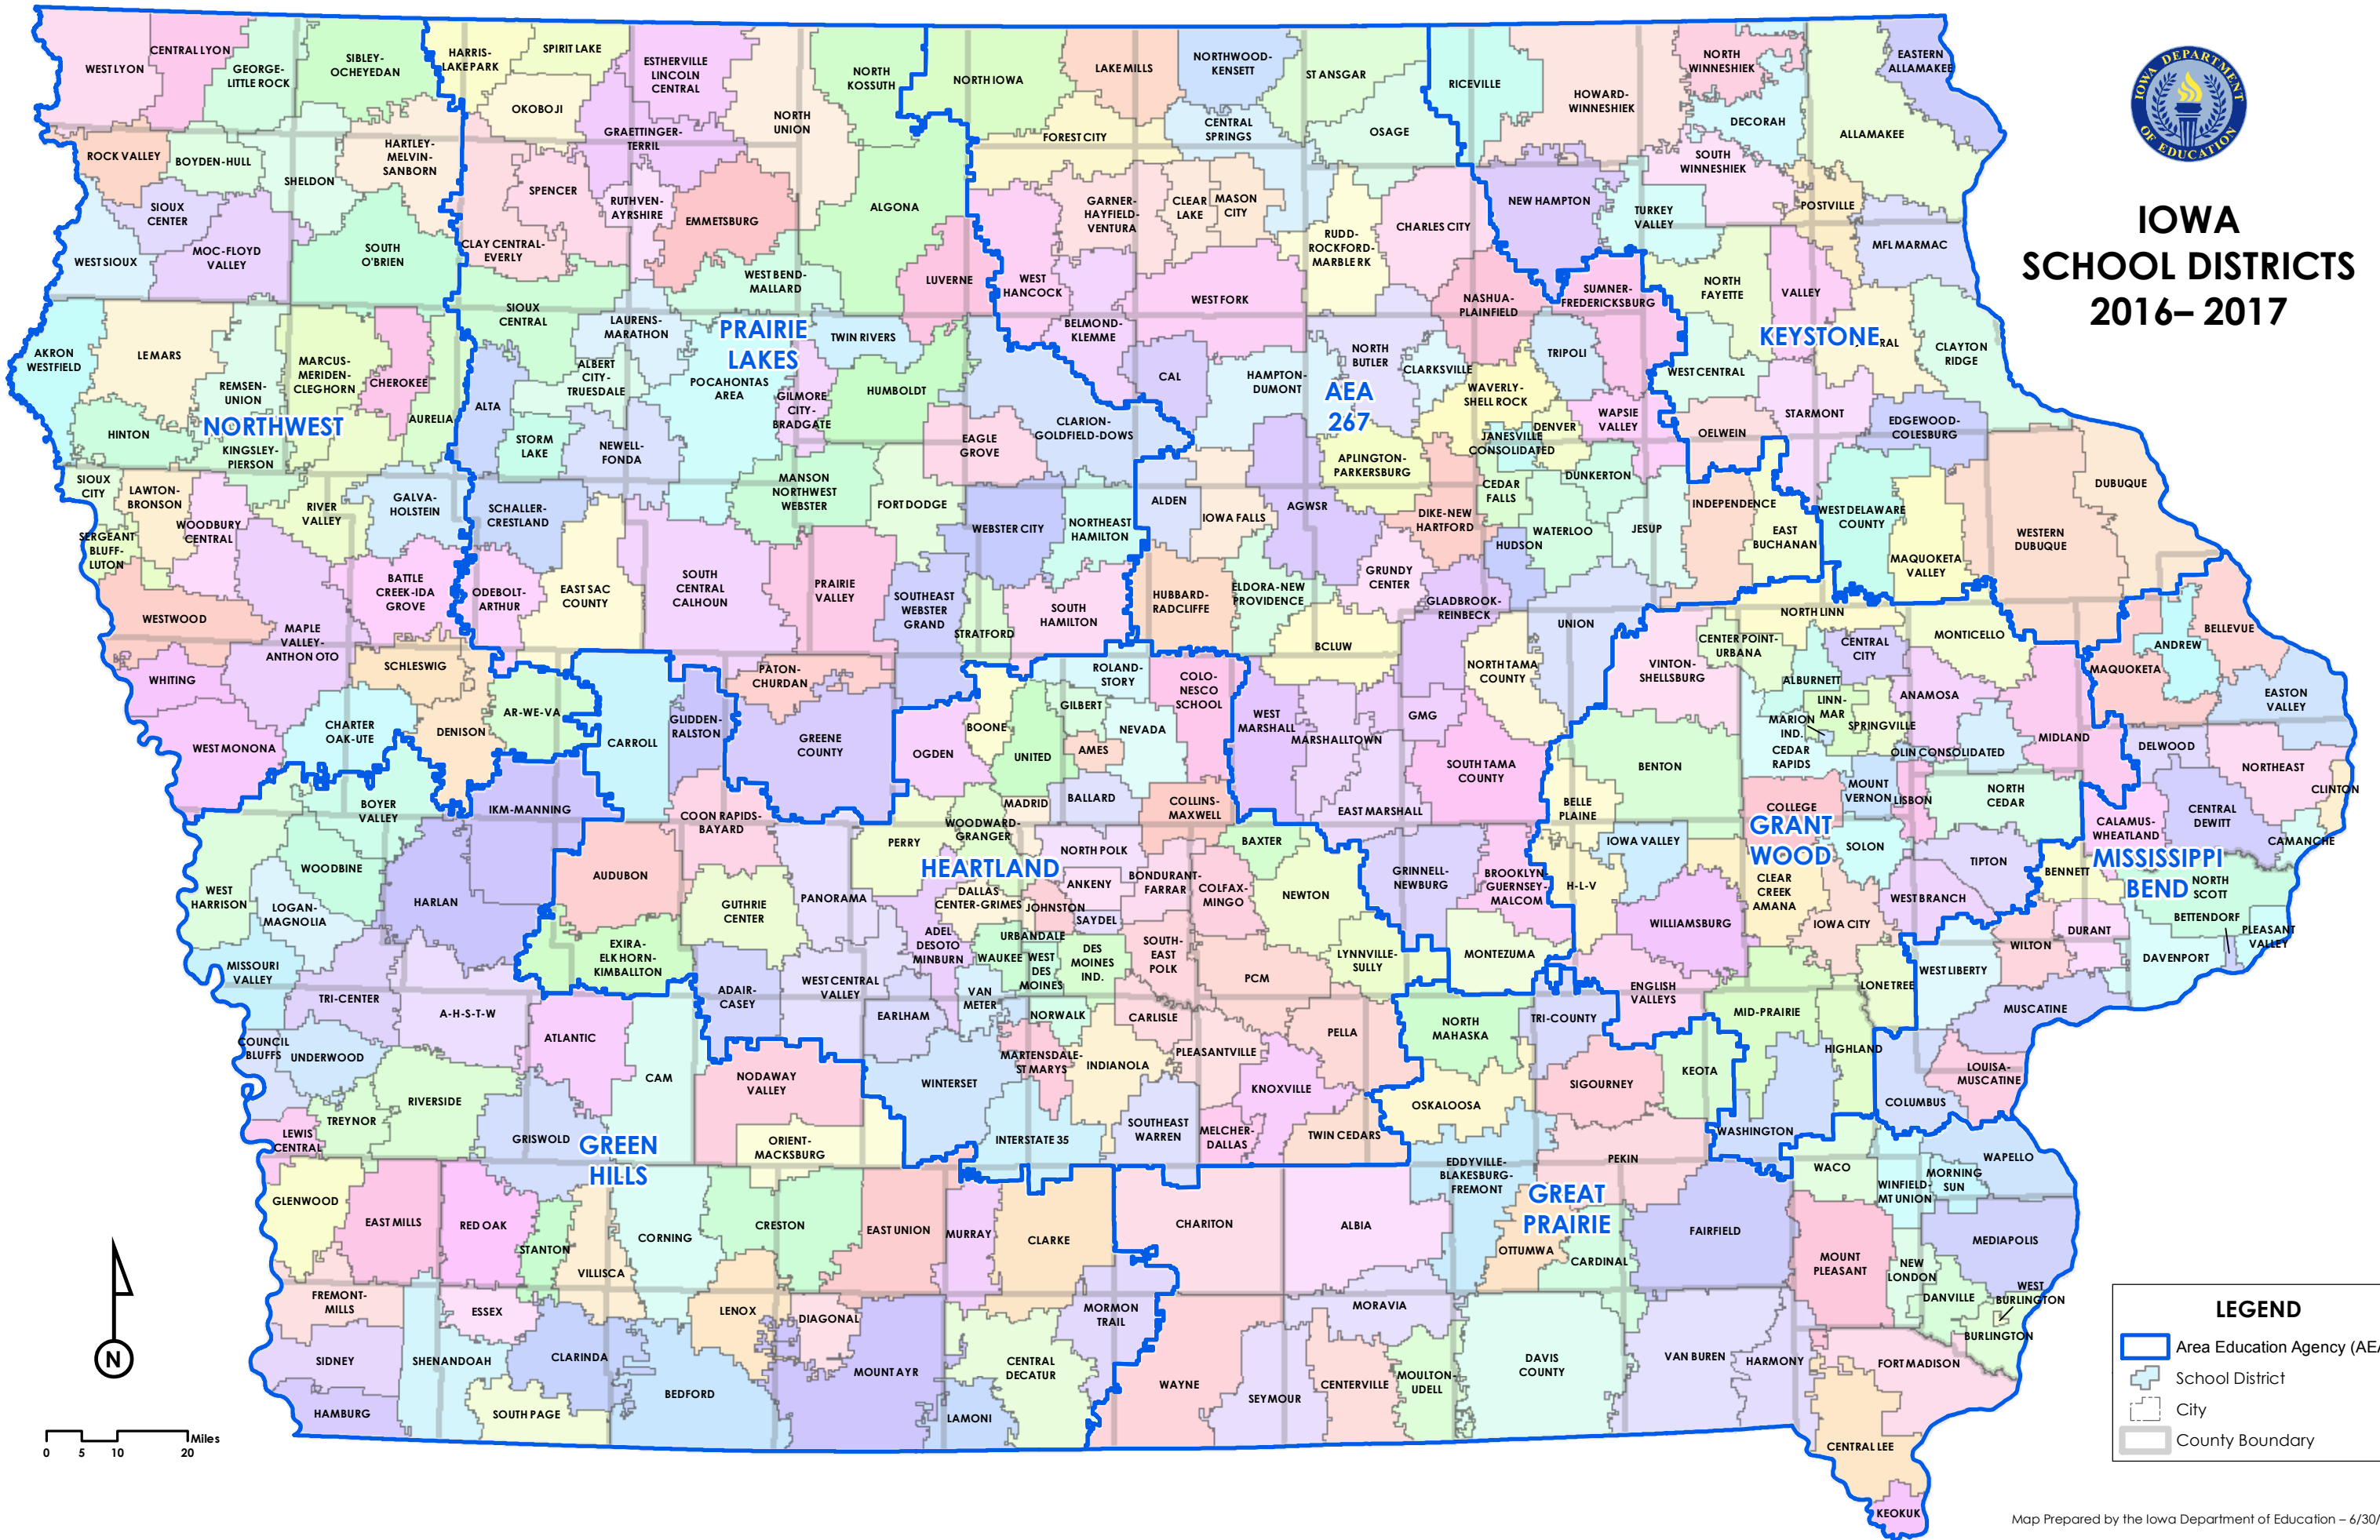 IOWA DEPARTMENT
OF EDUCATION
IOWA
SCHOOL DISTRICTS
2016– 2017
WEST LYON
CENTRAL LYON
GEORGE-
LITTLE ROCK
SIBLEY-
OCHEYEDAN
HARRIS-
LAKE PARK
SPIRIT LAKE
OKOBOJI
ESTHERVILLE
LINCOLN
CENTRAL
GRAETTINGER-
TERRIL
NORTH
UNION
NORTH
KOSSUTH
NORTH IOWA
LAKE MILLS
NORTHWOOD-
KENSETT
ST ANSGAR
RICEVILLE
HOWARD-
WINNESHIEK
NORTH
WINNESHIEK
EASTERN
ALLAMAKEE
FOREST CITY
CENTRAL
SPRINGS
OSAGE
DECORAH
ALLAMAKEE
ROCK VALLEY
BOYDEN-HULL
SHELDON
HARTLEY-
MELVIN-
SANBORN
SPENCER
RUTHVEN-
AYRSHIRE
EMMETSBURG
ALGONA
GARNER-
HAYFIELD-
VENTURA
CLEAR
LAKE
MASON
CITY
RUDD-
ROCKFORD-
MARBLE RK
CHARLES CITY
NEW HAMPTON
TURKEY
VALLEY
SOUTH
WINNESHIEK
POSTVILLE
MFL MARMAC
SIOUX
CENTER
WEST SIOUX
MOC-FLOYD
VALLEY
SOUTH
O'BRIEN
CLAY CENTRAL-
EVERLY
WEST BEND-
MALLARD
LUVERNE
WEST
HANCOCK
WEST FORK
BELMOND-
KLEMME
NASHUA-
PLAINFIELD
SUMNER-
FREDERICKSBURG
NORTH
FAYETTE
VALLEY
KEYSTONE
RAL
CLAYTON
RIDGE
AKRON
WESTFIELD
LEMARS
REMSEN-
UNION
MARCUS-
MERIDEN-
CLEGHORN
CHEROKEE
AURELIA
NORTHWEST
HINTON
KINGSLEY-
PIERSON
SIOUX
CENTRAL
LAURENS-
MARATHON
PRAIRIE
LAKES
TWIN RIVERS
ALBERT
CITY-
TRUESDALE
POCAHONTAS
AREA
GILMORE
CITY-
BRADGATE
HUMBOLDT
ALTA
STORM
LAKE
NEWELL-
FONDA
EAGLE
GROVE
CLARION-
GOLDFIELD-DOWS
CAL
HAMPTON-
DUMONT
NORTH
BUTLER
CLARKSVILLE
AEA
267
TRIPOLI
WAVERLY-
SHELL ROCK
DENVER
WAPSIE
VALLEY
JANESVILLE
CONSOLIDATED
WEST CENTRAL
STARMONT
OELWEIN
EDGEWOOD-
COLESBURG
SIOUX
CITY
LAWTON-
BRONSON
WOODBURY
CENTRAL
SERGEANT
BLUFF-
LUTON
RIVER
VALLEY
GALVA-
HOLSTEIN
SCHALLER-
CRESTLAND
MANSON
NORTHWEST
WEBSTER
FORT DODGE
WEBSTER CITY
NORTHEAST
HAMILTON
ALDEN
IOWA FALLS
AGWSR
APLINGTON-
PARKERSBURG
DIKE-NEW
HARTFORD
CEDAR
FALLS
DUNKERTON
WATERLOO
HUDSON
JESUP
INDEPENDENCE
EAST
BUCHANAN
WEST DELAWARE
COUNTY
MAQUOKETA
VALLEY
WESTERN
DUBUQUE
DUBUQUE
WESTWOOD
MAPLE
VALLEY-
ANTHON OTO
BATTLE
CREEK-IDA
GROVE
ODEBOLT-
ARTHUR
EAST SAC
COUNTY
SOUTH
CENTRAL
CALHOUN
PRAIRIE
VALLEY
SOUTHEAST
WEBSTER
GRAND
STRATFORD
SOUTH
HAMILTON
HUBBARD-
RADCLIFFE
ELDORA-NEW
PROVIDENCE
GRUNDY
CENTER
GLADBROOK-
REINBECK
BCLUW
UNION
NORTH TAMA
COUNTY
VINTON-
SHELLSBURG
CENTER POINT-
URBANA
NORTH LINN
CENTRAL
CITY
MONTICELLO
ALBURNETT
LINN-
MAR
MARION
IND.
SPRINGVILLE
CEDAR
RAPIDS
ANAMOSA
OLIN CONSOLIDATED
MIDLAND
MAQUOKETA
ANDREW
BELLEVUE
EASTON
VALLEY
DELWOOD
NORTHEAST
WHITING
WEST MONONA
SCHLESWIG
CHARTER
OAK-UTE
DENISON
AR-WE-VA
CARROLL
GLIDDEN-
RALSTON
PATON-
CHURDAN
GREENE
COUNTY
OGDEN
BOONE
UNITED
GILBERT
AMES
ROLAND-
STORY
NEVADA
COLO-
NESCO
SCHOOL
WEST
MARSHALL
MARSHALLTOWN
GMG
SOUTH TAMA
COUNTY
EAST MARSHALL
BENTON
BELLE
PLAINE
BOYER
VALLEY
IKM-MANNING
COON RAPIDS-
BAYARD
MADRID
BALLARD
COLLINS-
MAXWELL
WOODWARD-
GRANGER
PERRY
HEARTLAND
NORTH POLK
BAXTER
WEST
HARRISON
WOODBINE
LOGAN-
MAGNOLIA
HARLAN
AUDUBON
GUTHRIE
CENTER
PANORAMA
DALLAS
CENTER-GRIMES
ANKENY
JOHNSTON
SAYDEL
BONDURANT-
FARRAR
COLFAX-
MINGO
NEWTON
GRINNELL-
NEWBURG
BROOKLYN-
GUERNSEY-
MALCOM
H-L-V
IOWA VALLEY
COLLEGE
GRANT
WOOD
MOUNT
VERNON
LISBON
NORTH
CEDAR
SOLON
TIPTON
CLEAR
CREEK
AMANA
WILLIAMSBURG
IOWA CITY
WEST BRANCH
CALAMUS-
WHEATLAND
CENTRAL
DEWITT
CLINTON
CAMANCHE
MISSISSIPPI
BEND
BENNETT
NORTH
SCOTT
BETTENDORF
PLEASANT
VALLEY
DURANT
WILTON
DAVENPORT
MISSOURI
VALLEY
TRI-CENTER
A-H-S-T-W
EXIRA-
ELK HORN-
KIMBALLTON
ADAIR-
CASEY
WEST CENTRAL
VALLEY
ADEL
DESOTO
MINBURN
URBANDALE
WAUKEE
WEST
DES
MOINES
DES
MOINES
IND.
SOUTH-
EAST
POLK
PCM
LYNNVILLE-
SULLY
MONTEZUMA
ENGLISH
VALLEYS
LONE TREE
WEST LIBERTY
MUSCATINE
COUNCIL
BLUFFS
UNDERWOOD
ATLANTIC
CAM
EARLHAM
VAN
METER
NORWALK
CARLISLE
PELLA
NORTH
MAHASKA
TRI-COUNTY
MID-PRAIRIE
HIGHLAND
LEWIS
CENTRAL
TREYNOR
RIVERSIDE
GRISWOLD
NODAWAY
VALLEY
WINTERSET
MARTENSDALE-
ST MARYS
INDIANOLA
PLEASANTVILLE
KNOXVILLE
OSKALOOSA
SIGOURNEY
KEOTA
COLUMBUS
LOUISA-
MUSCATINE
GREEN
HILLS
ORIENT-
MACKSBURG
INTERSTATE 35
SOUTHEAST
WARREN
MELCHER-
DALLAS
TWIN CEDARS
EDDYVILLE-
BLAKESBURG-
FREMONT
PEKIN
WASHINGTON
WACO
WINFIELD-
MT UNION
MORNING
SUN
WAPELLO
GLENWOOD
EAST MILLS
RED OAK
STANTON
VILLISCA
CORNING
CRESTON
EAST UNION
MURRAY
CLARKE
CHARITON
ALBIA
GREAT
PRAIRIE
OTTUMWA
CARDINAL
FAIRFIELD
MOUNT
PLEASANT
NEW
LONDON
MEDIAPOLIS
DANVILLE
WEST
BURLINGTON
BURLINGTON
FREMONT-
MILLS
ESSEX
SIDNEY
SHENANDOAH
CLARINDA
HAMBURG
SOUTH PAGE
LENOX
BEDFORD
DIAGONAL
MOUNT AYR
MORMON
TRAIL
CENTRAL
DECATUR
LAMONI
WAYNE
SEYMOUR
MORAVIA
CENTERVILLE
MOULTON-
UDELL
DAVIS
COUNTY
VAN BUREN
HARMONY
FORT MADISON
CENTRAL LEE
KEOKUK
N
Miles
0 5 10 20
LEGEND
Area Education Agency (AEA
School District
City
County Boundary
Map Prepared by the Iowa Department of Education – 6/30/